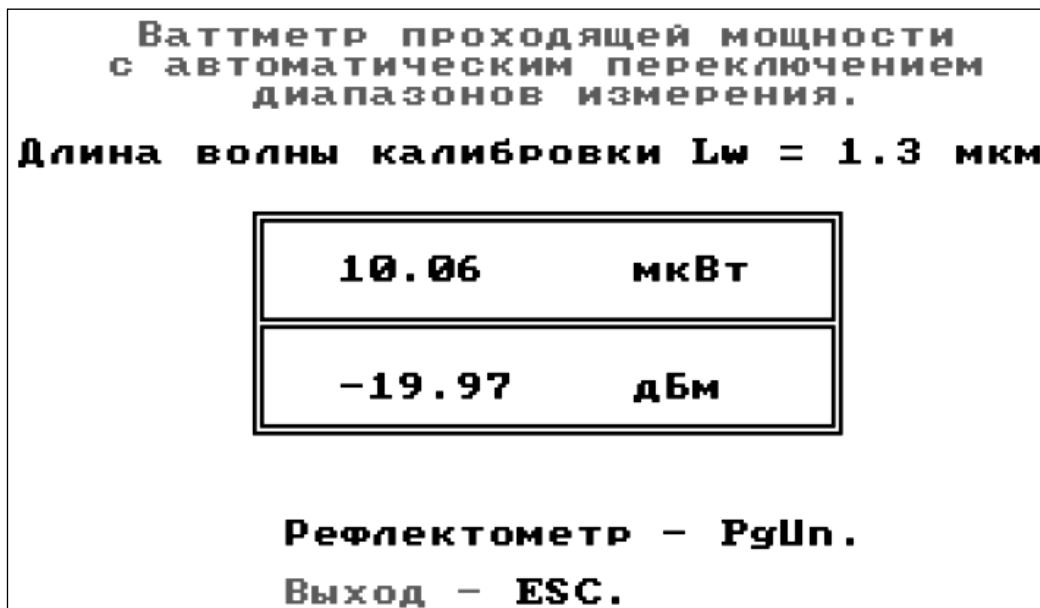 Ваттметр проходящей мощности
с автоматическим переключением
диапазонов измерения.
Длина волны калибровки Lw = 1.3 мкм
10.06 мкВт
-19.97 дБм
Рефлектометр - PgUn.
Выход - ESC.